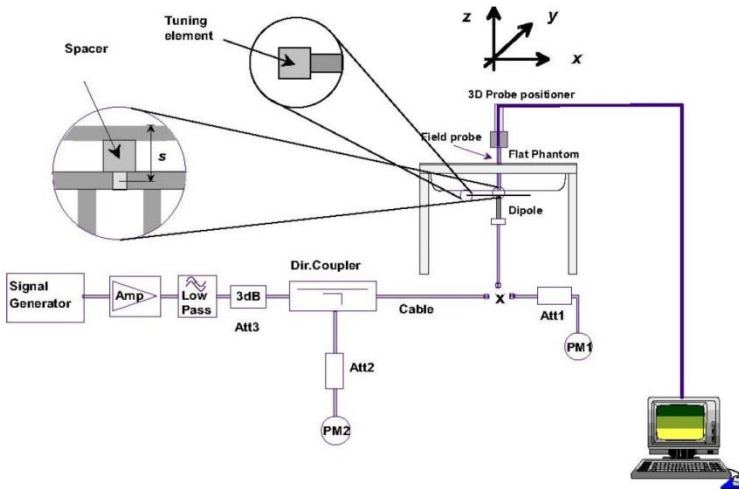 Tuning
element
Spacer
s
z
y
x
3D Probe positioner
Field probe
Flat Phantom
Dipole
Dir.Coupler
Signal
Generator
Amp
Low
Pass
3dB
Att3
Cable
x
Att1
PM1
Att2
PM2